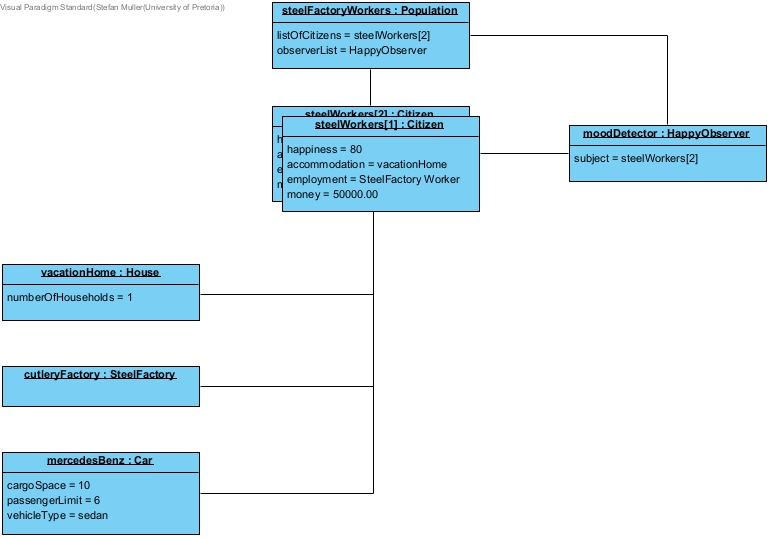 Visual Paradigm Standard(Stefan Muller(University of Pretoria))
steelFactoryWorkers : Population
listOfCitizens = steelWorkers[2]
observerList = HappyObserver
steelWorkers[2] : Citizen
steelWorkers[1] : Citizen
happiness = 80
accommodation = vacationHome
employment = SteelFactory Worker
money = 50000.00
moodDetector : HappyObserver
subject = steelWorkers[2]
vacationHome : House
numberOfHouseholds = 1
cutleryFactory : SteelFactory
mercedesBenz : Car
cargoSpace = 10
passengerLimit = 6
vehicleType = sedan